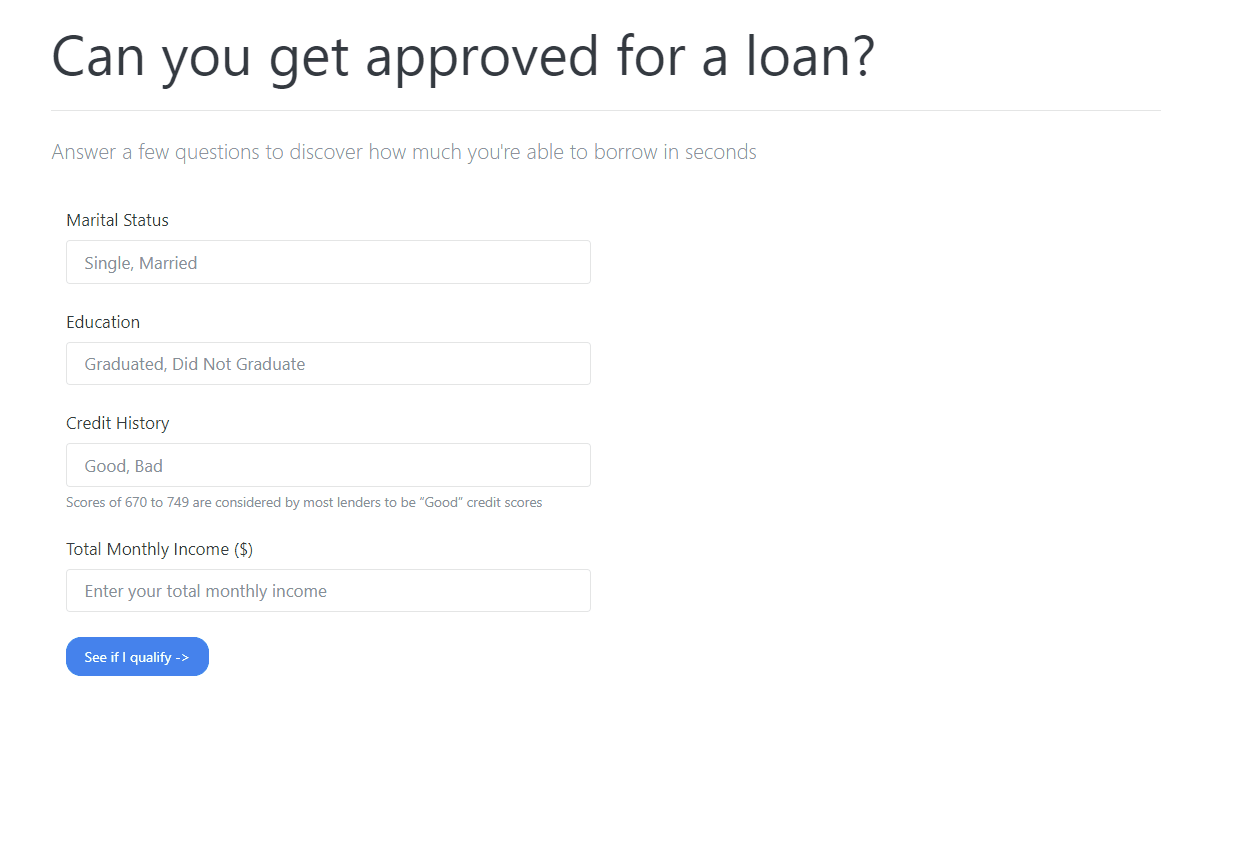 Can you get approved for a loan?
Answer a few questions to discover how much you're able to borrow in seconds
Marital Status
Single, Married
Education
Graduated, Did Not Graduate
Credit History
Good, Bad
Scores of 670 to 749 are considered by most lenders to be “Good” credit scores
Total Monthly Income ($)
Enter your total monthly income
See if I qualify ->